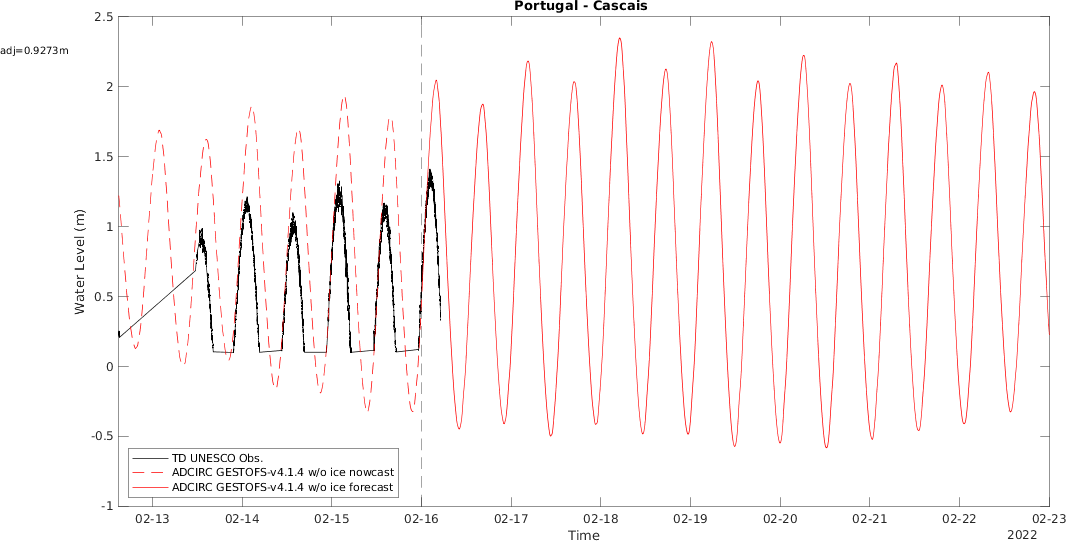 Portugal - Cascais
adj=0.9273m
Water Level (m)
2.5
2
1.5
1
0.5
0
-0.5
-1
TD UNESCO Obs.
ADCIRC GESTOFS-v4.1.4 w/o ice nowcast
ADCIRC GESTOFS-v4.1.4 w/o ice forecast
02-13 02-14 02-15 02-16 02-17 02-18 02-19 02-20 02-21 02-22 02-23
Time
2022